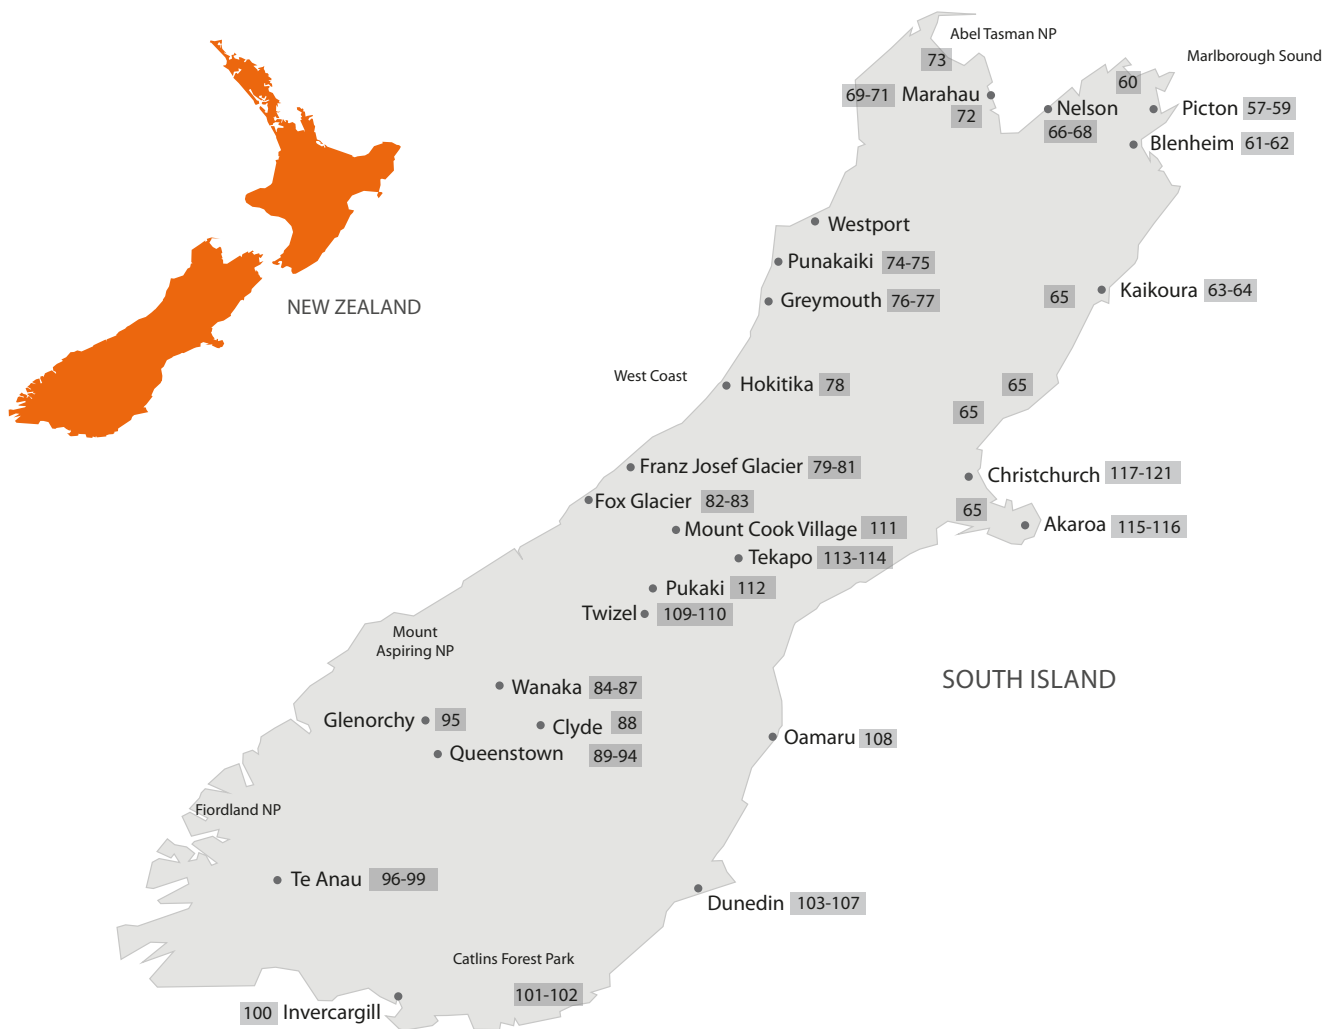 Abel Tasman NP
73
Marlborough Sound
60
69-71 Marahau
72
Nelson
66-68
Picton 57-59
Blenheim 61-62
Westport
Punakaiki 74-75
Greymouth 76-77
65
Kaikoura 63-64
NEW ZEALAND
West Coast
Hokitika 78
65
65
Franz Josef Glacier 79-81
Christchurch 117-121
Fox Glacier 82-83
65
Mount Cook Village 111
Akaroa 115-116
Tekapo 113-114
Pukaki 112
Twizel 109-110
Mount
Aspiring NP
SOUTH ISLAND
Wanaka 84-87
Glenorchy 95
Clyde 88
Queenstown 89-94
Oamaru 108
Fiordland NP
Te Anau 96-99
Dunedin 103-107
Catlins Forest Park
101-102
100 Invercargill